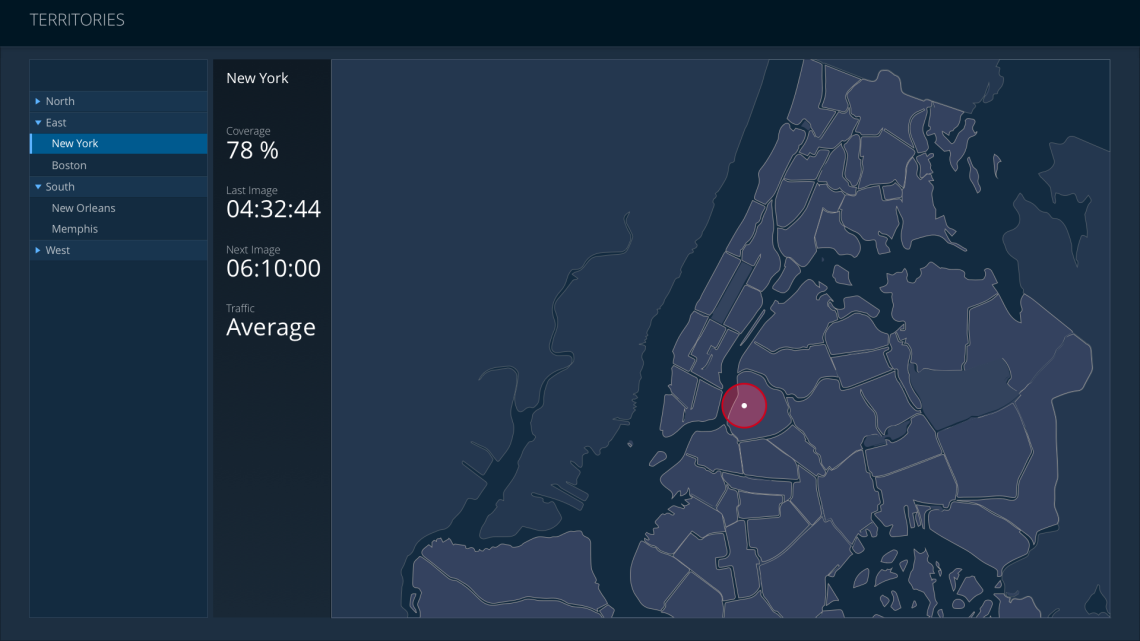 TERRITORIES
North
East
New York
Boston
South
New Orleans
Memphis
West
New York
Coverage
78 %
Last Image
04:32:44
Next Image
06:10:00
Traffic
Average